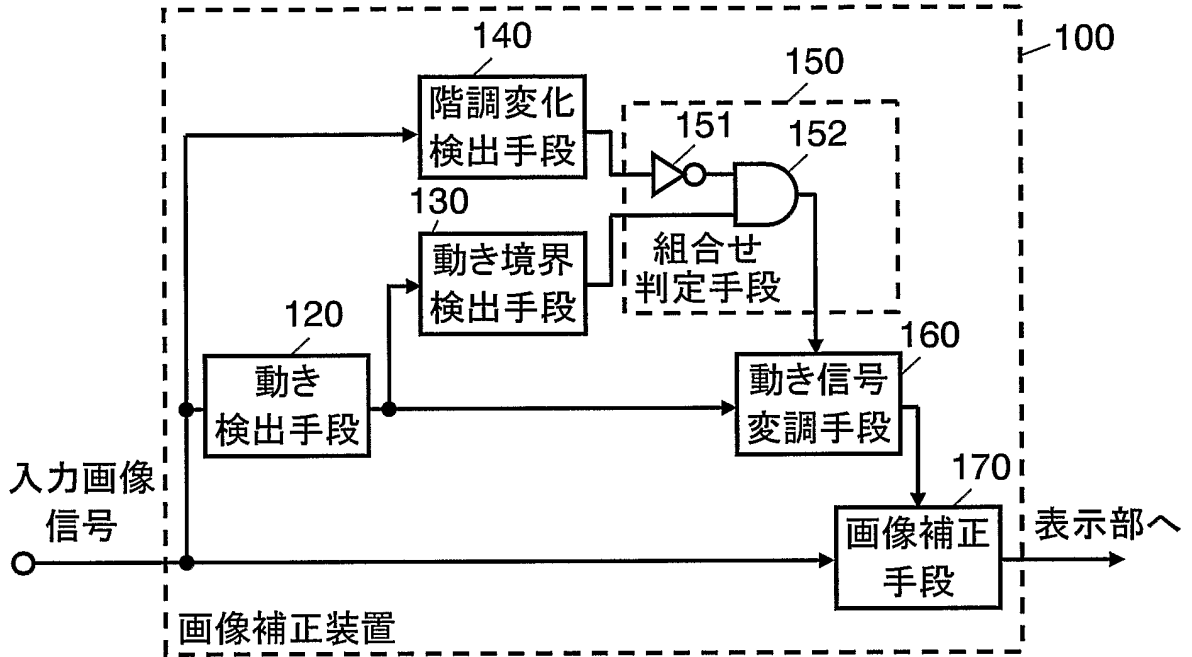 140
100
階調変化
検出手段
150
151
152
130
動き境界
検出手段
組合せ
判定手段
120
動き
検出手段
160
動き信号
変調手段
入力画像
信号
170
画像補正
手段
表示部へ
画像補正装置